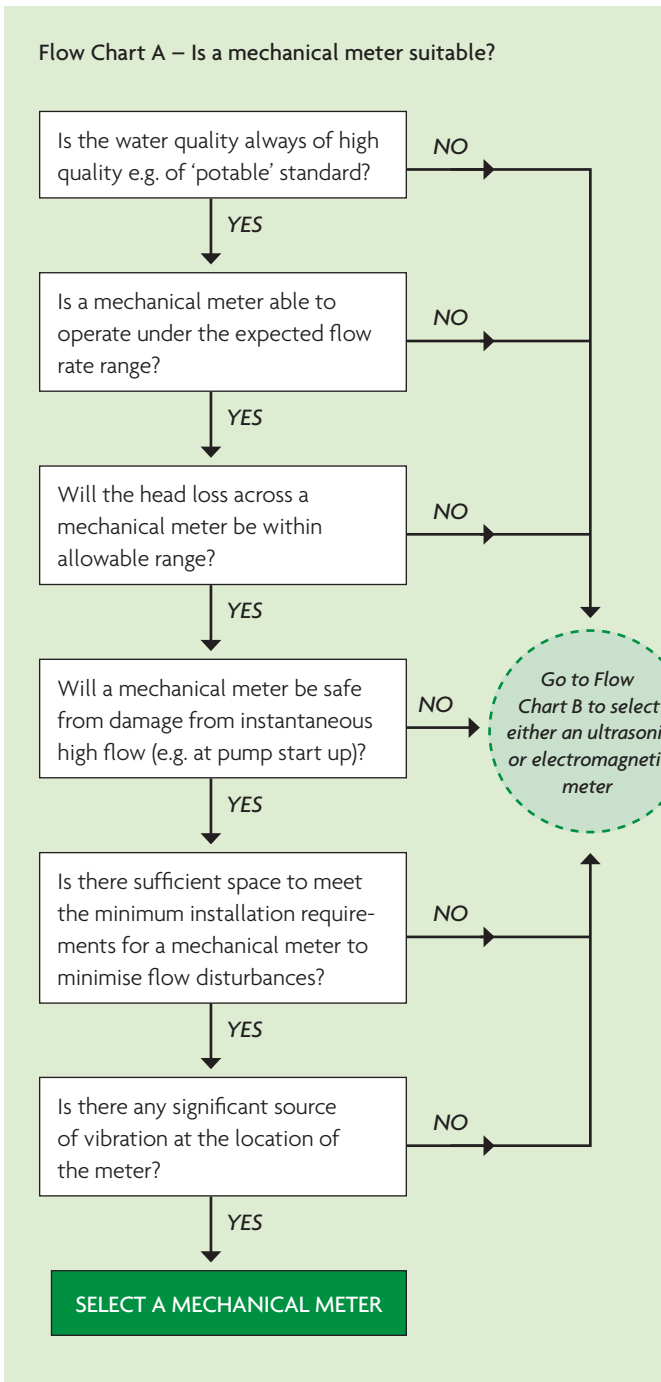 Flow Chart A – Is a mechanical meter suitable?
Is the water quality always of high
quality e.g. of ‘potable’ standard?
NO
YES
Is a mechanical meter able to
operate under the expected flow
rate range?
NO
YES
Will the head loss across a
mechanical meter be within
allowable range?
NO
YES
Will a mechanical meter be safe
from damage from instantaneous
high flow (e.g. at pump start up)?
NO
Go to Flow
Chart B to select
either an ultrasoni
or electromagneti
meter
YES
Is there sufficient space to meet
the minimum installation require-
ments for a mechanical meter to
minimise flow disturbances?
NO
YES
Is there any significant source
of vibration at the location of
the meter?
NO
YES
SELECT A MECHANICAL METER